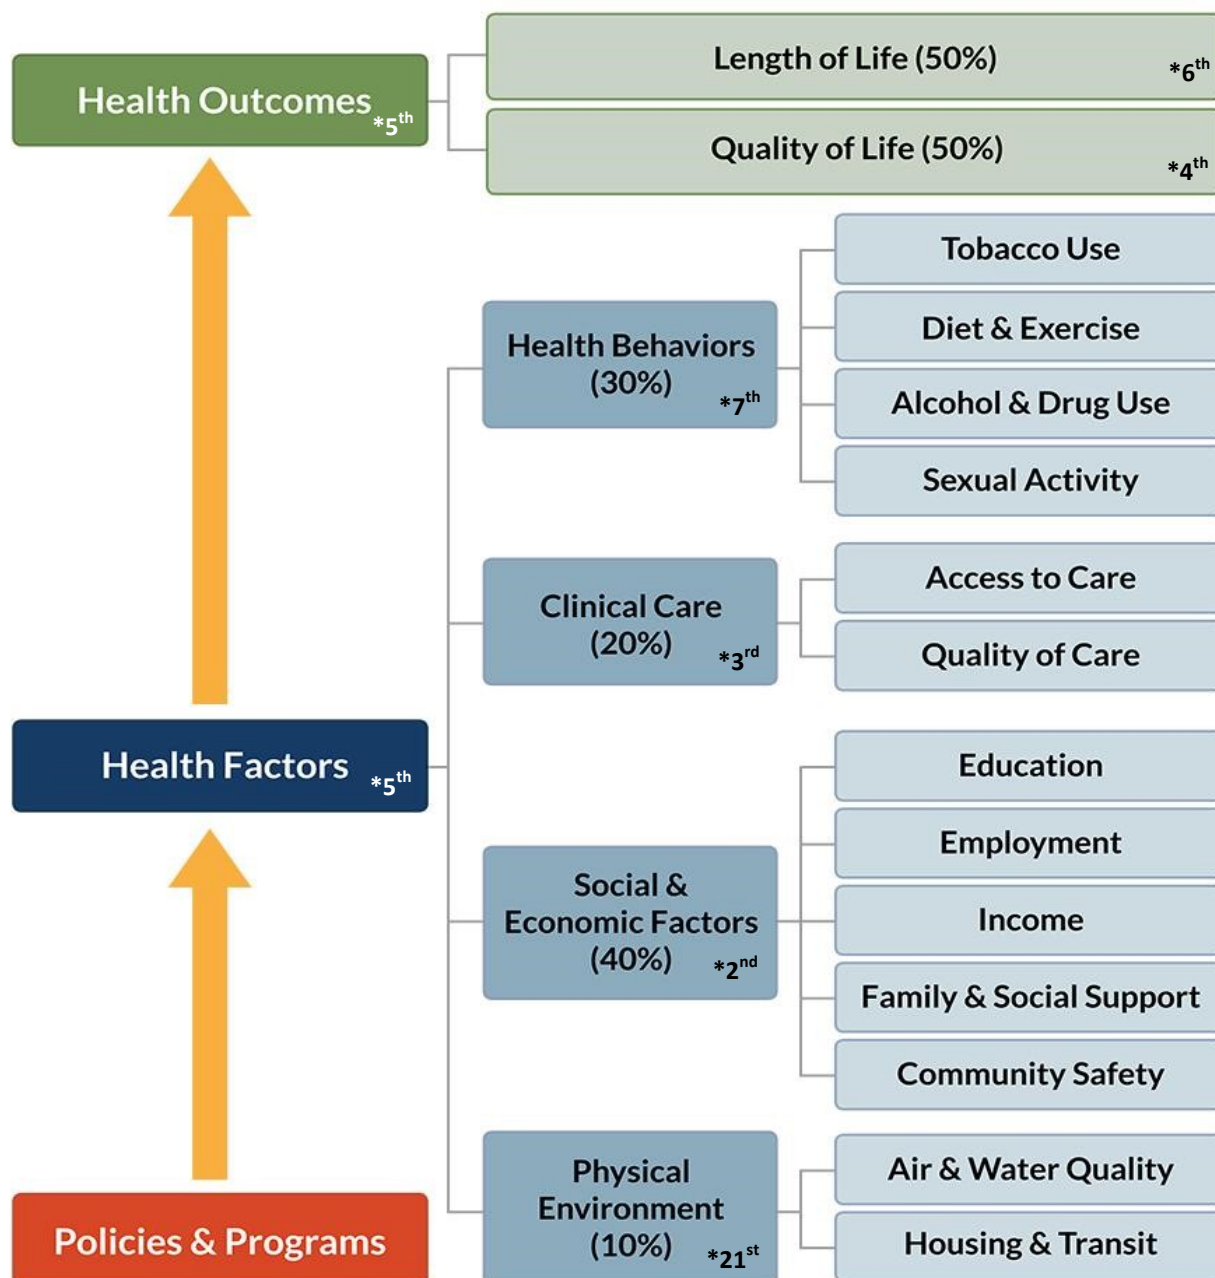 Health Outcomes *5th
Length of Life (50%) *6th
Quality of Life (50%) *4th
Health Factors *5th
Policies & Programs
Health Behaviors
(30%) *7th
Tobacco Use
Diet & Exercise
Alcohol & Drug Use
Sexual Activity
Clinical Care
(20%) *3rd
Access to Care
Quality of Care
Social &
Economic Factors
(40%) *2nd
Education
Employment
Income
Family & Social Support
Community Safety
Physical
Environment
(10%) *21st
Air & Water Quality
Housing & Transit